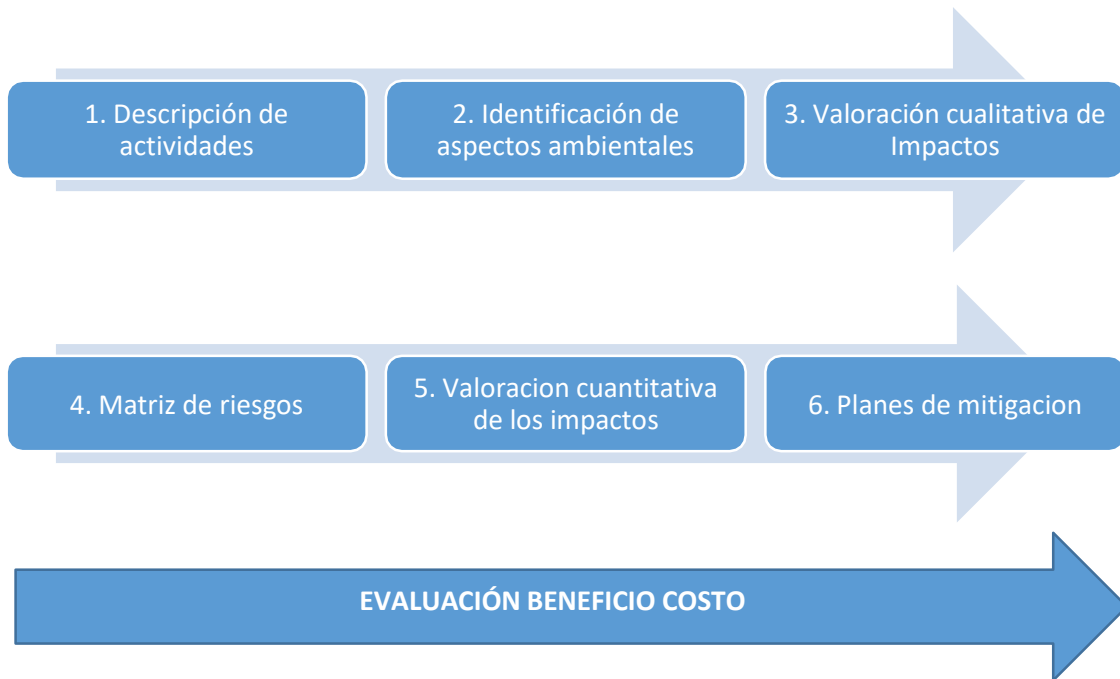 1. Descripción de
actividades
2. Identificación de
aspectos ambientales
3. Valoración cualitativa de
Impactos
4. Matriz de riesgos
5. Valoracion cuantitativa
de los impactos
6. Planes de mitigacion
EVALUACIÓN BENEFICIO COSTO